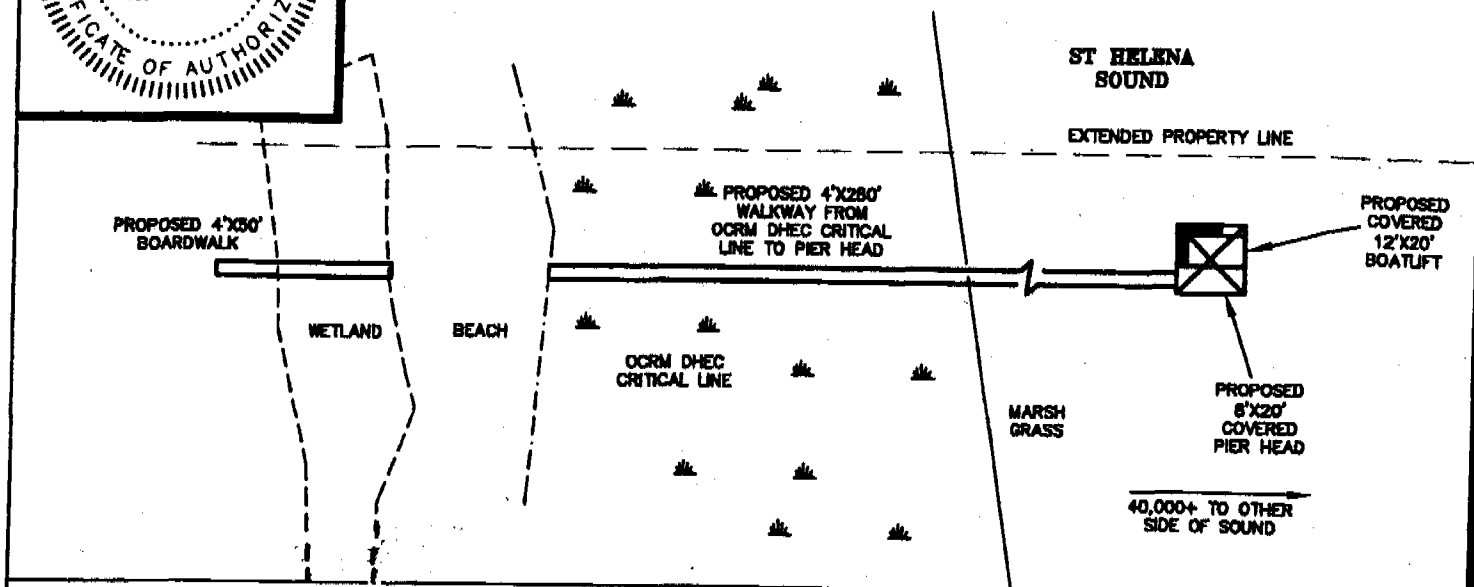 FICATE OF AUTHORIZ
ST HELENA
SOUND
EXTENDED PROPERTY LINE
PROPOSED 4'X50'
BOARDWALK
PROPOSED 4'X280'
WALKWAY FROM
OCRM DHEC CRITICAL
LINE TO PIER HEAD
PROPOSED
COVERED
12'X20'
BOATLIFT
WETLAND
BEACH
OCRM DHEC
CRITICAL LINE
MARSH
GRASS
PROPOSED
8'X20'
COVERED
PIER HEAD
40,000+ TO OTHER
SIDE OF SOUND